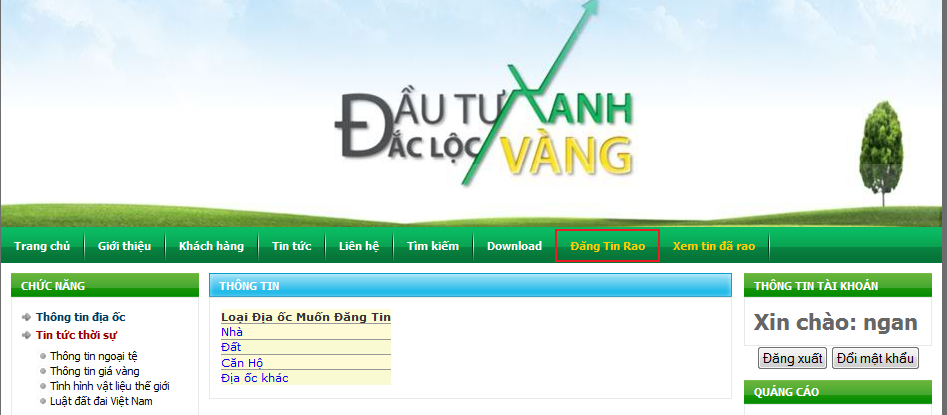 ĐẦU TƯ XANH
ĐẮC LỘC VÀNG
Trang chủ Giới thiệu Khách hàng Tin tức Liên hệ Tìm kiếm Download Đăng Tin Rao Xem tin đã rao
CHỨC NĂNG
Thông tin địa ốc
Tin tức thời sự
Thông tin ngoại tệ
Thông tin giá vàng
Tình hình vật liệu thế giới
Luật đất đai Việt Nam
THÔNG TIN
Loại Địa ốc Muốn Đăng Tin
Nhà
Đất
Căn Hộ
Địa ốc khác
THÔNG TIN TÀI KHOẢN
Xin chào: ngan
Đăng xuất Đổi mật khẩu
QUẢNG CÁO